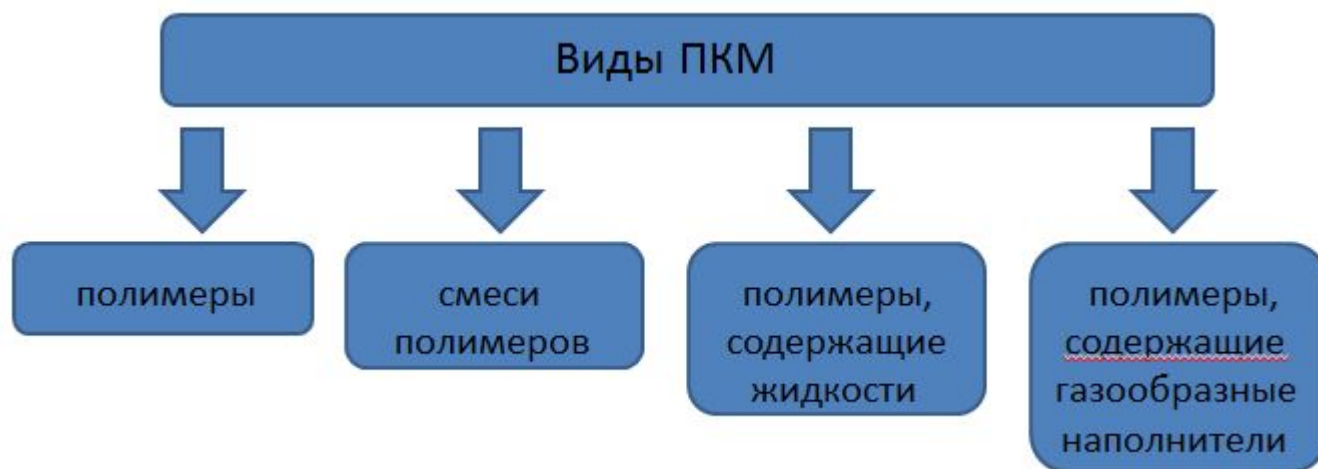 Виды ПКМ
полимеры
смеси
полимеров
полимеры,
содержащие
жидкости
полимеры,
содержащие
газообразные
наполнители